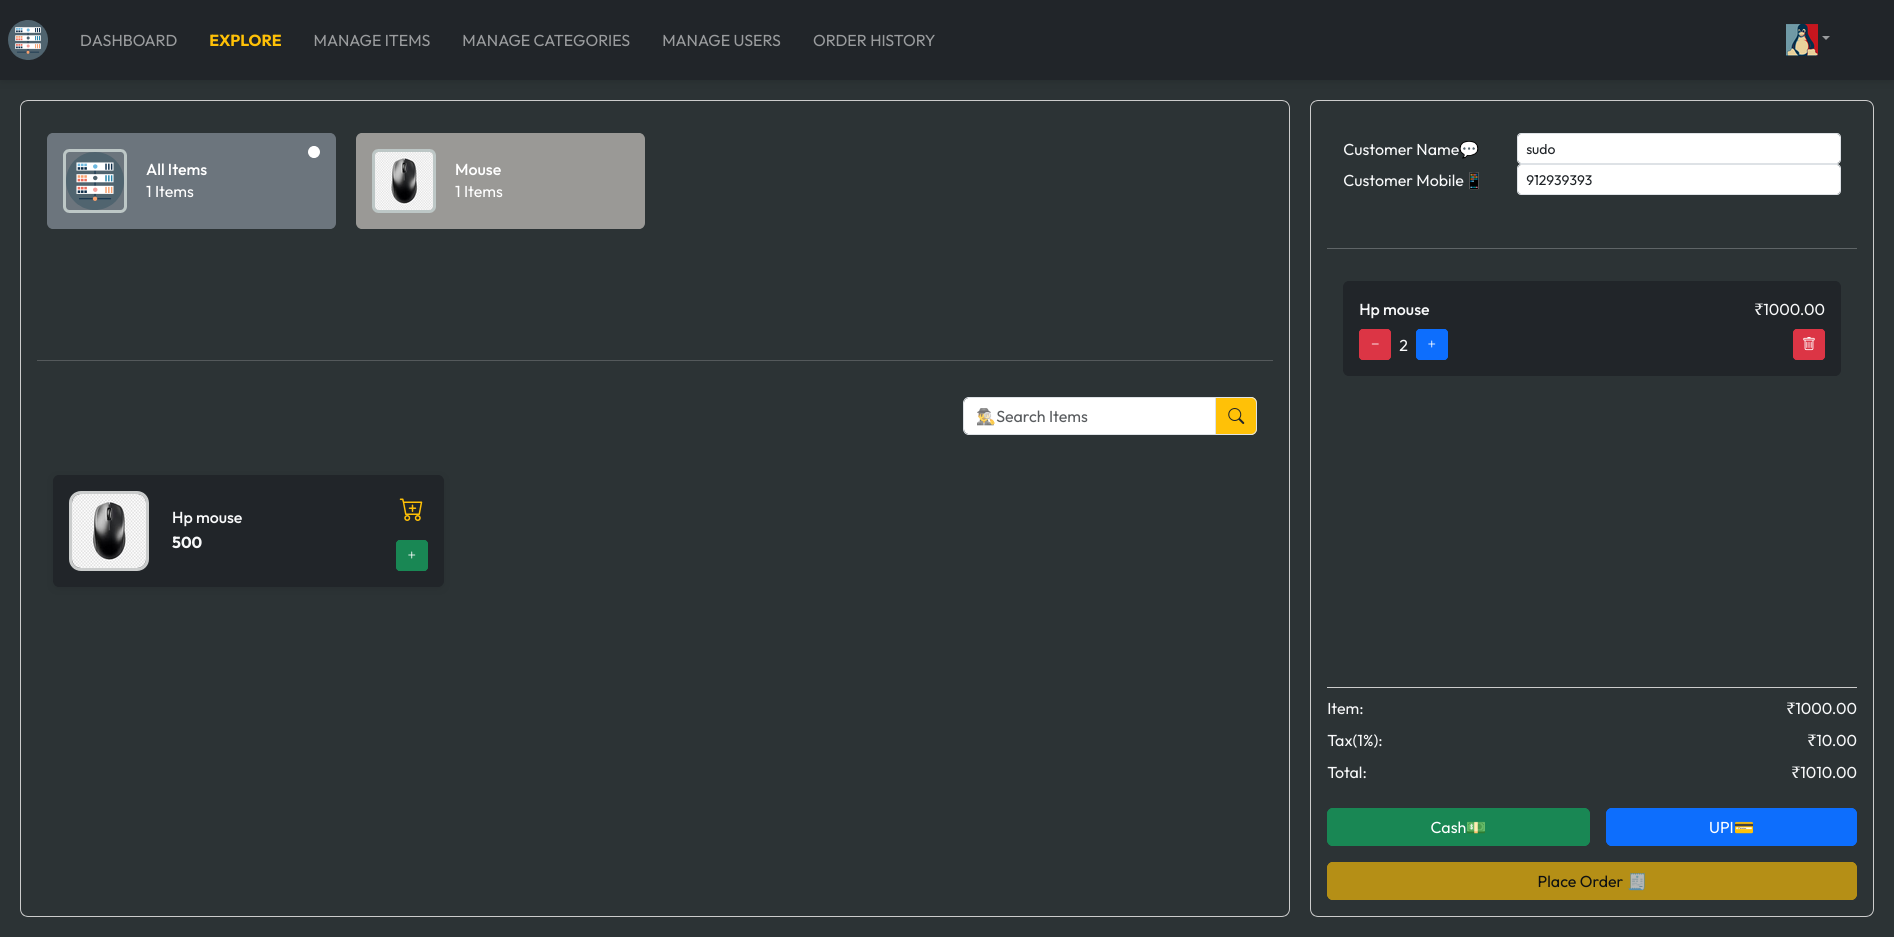 DASHBOARD EXPLORE MANAGE ITEMS MANAGE CATEGORIES MANAGE USERS ORDER HISTORY
All Items
1 Items
Mouse
1 Items
Search Items
Hp mouse
500
+
Customer Name💬 sudo
Customer Mobile📱 912939393
Hp mouse ₹1000.00
− 2 +
Item: ₹1000.00
Tax(1%): ₹10.00
Total: ₹1010.00
Cash💵 UPI💳
Place Order 🧾